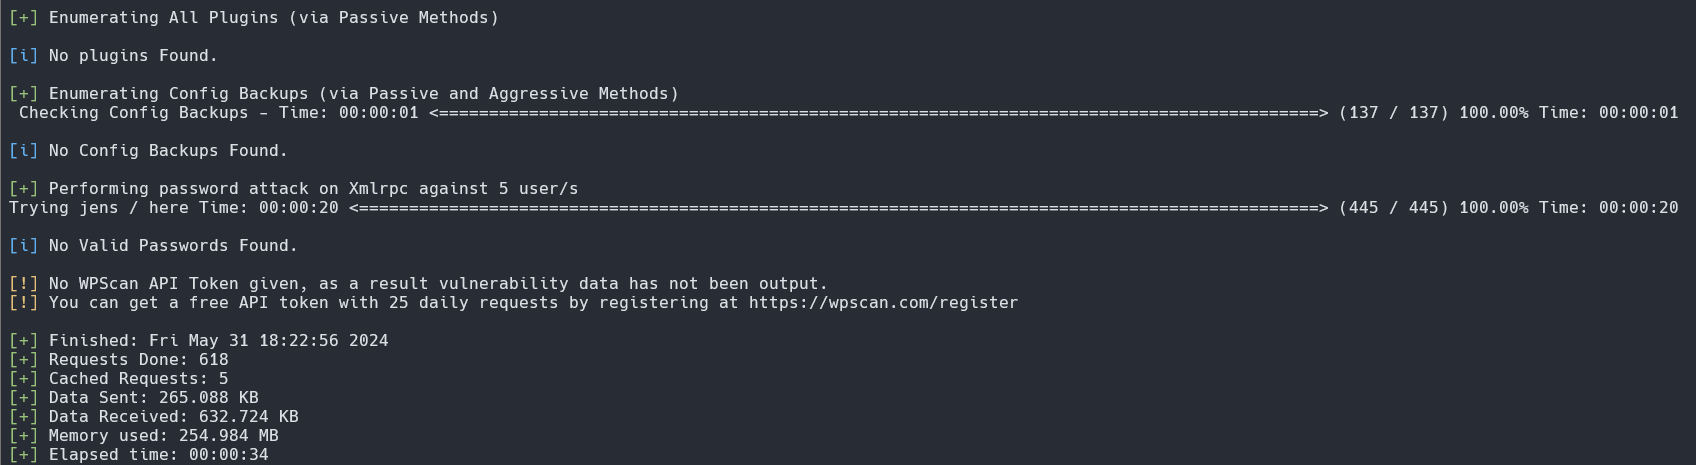 [+] Enumerating All Plugins (via Passive Methods)
[i] No plugins Found.
[+] Enumerating Config Backups (via Passive and Aggressive Methods)
Checking Config Backups - Time: 00:00:01 <========================================================================================> (137 / 137) 100.00% Time: 00:00:01
[i] No Config Backups Found.
[+] Performing password attack on Xmlrpc against 5 user/s
Trying jens / here Time: 00:00:20 <================================================================================================> (445 / 445) 100.00% Time: 00:00:20
[i] No Valid Passwords Found.
[!] No WPScan API Token given, as a result vulnerability data has not been output.
[!] You can get a free API token with 25 daily requests by registering at https://wpscan.com/register
[+] Finished: Fri May 31 18:22:56 2024
[+] Requests Done: 618
[+] Cached Requests: 5
[+] Data Sent: 265.088 KB
[+] Data Received: 632.724 KB
[+] Memory used: 254.984 MB
[+] Elapsed time: 00:00:34